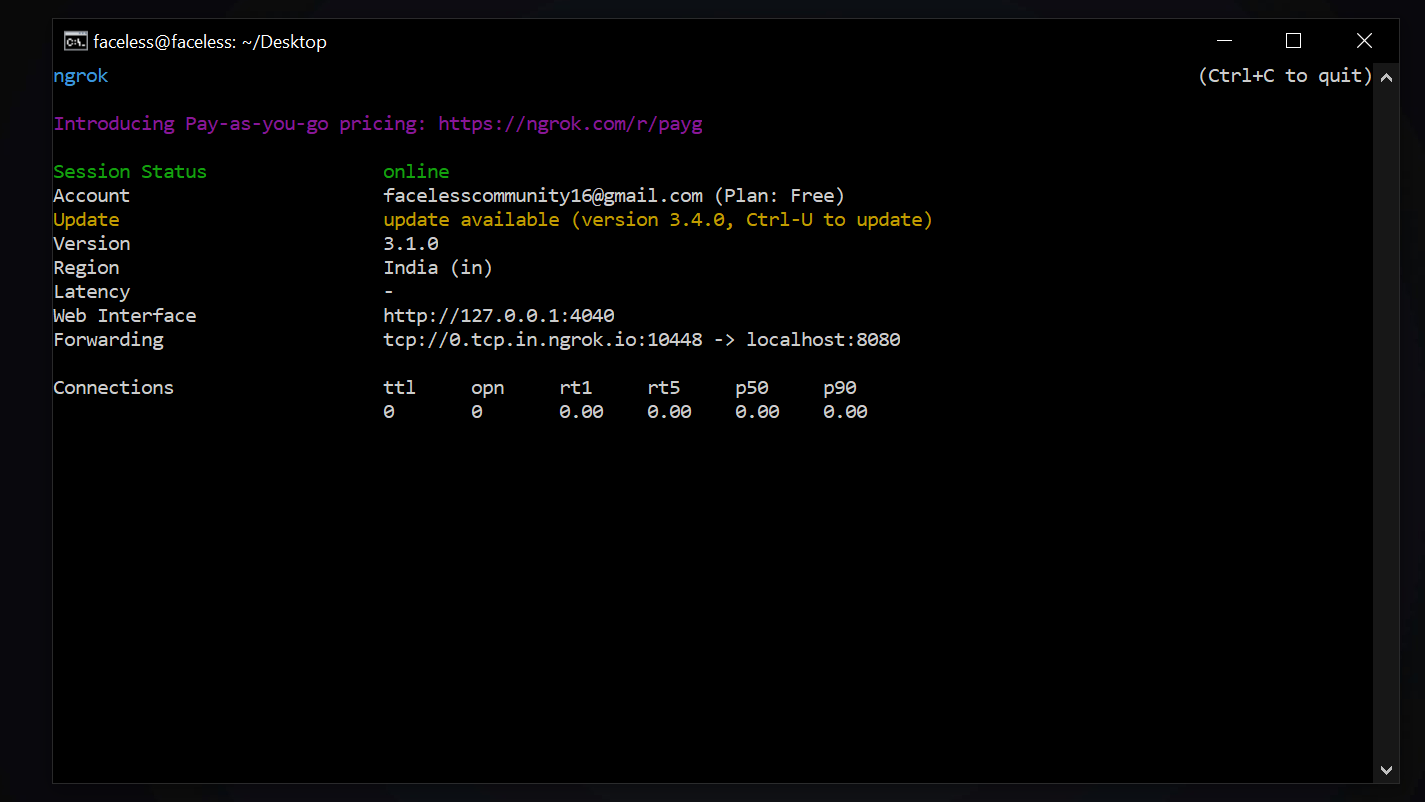 faceless@faceless: ~/Desktop
ngrok (Ctrl+C to quit)
Introducing Pay-as-you-go pricing: https://ngrok.com/r/payg
Session Status online
Account facelesscommunity16@gmail.com (Plan: Free)
Update update available (version 3.4.0, Ctrl-U to update)
Version 3.1.0
Region India (in)
Latency -
Web Interface http://127.0.0.1:4040
Forwarding tcp://0.tcp.in.ngrok.io:10448 -> localhost:8080
Connections ttl opn rt1 rt5 p50 p90
0 0 0.00 0.00 0.00 0.00